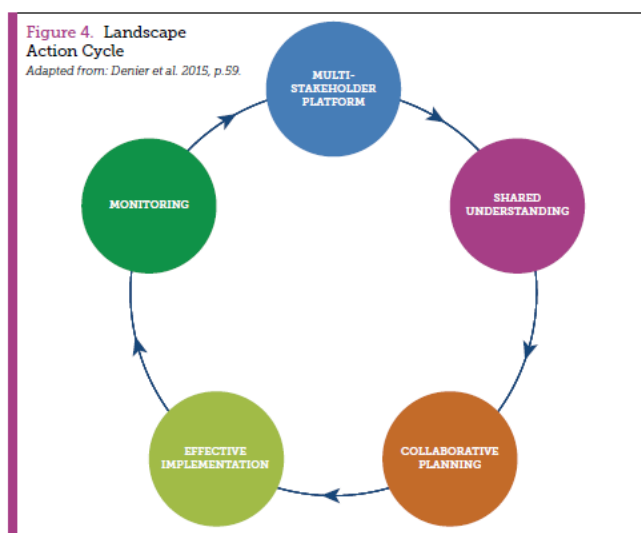 Figure 4. Landscape
Action Cycle
Adapted from: Denier et al. 2015, p.59.
MULTI-
STAKEHOLDER
PLATFORM
SHARED
UNDERSTANDING
COLLABORATIVE
PLANNING
EFFECTIVE
IMPLEMENTATION
MONITORING